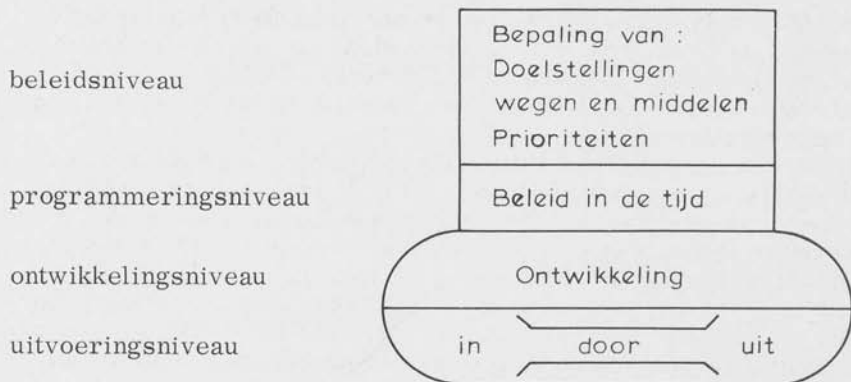 Bepaling van :
beleidsniveau Doelstellingen
wegen en middelen
Prioriteiten
programmeringsniveau Beleid in de tijd
ontwikkelingsniveau Ontwikkeling
uitvoeringsniveau in door uit